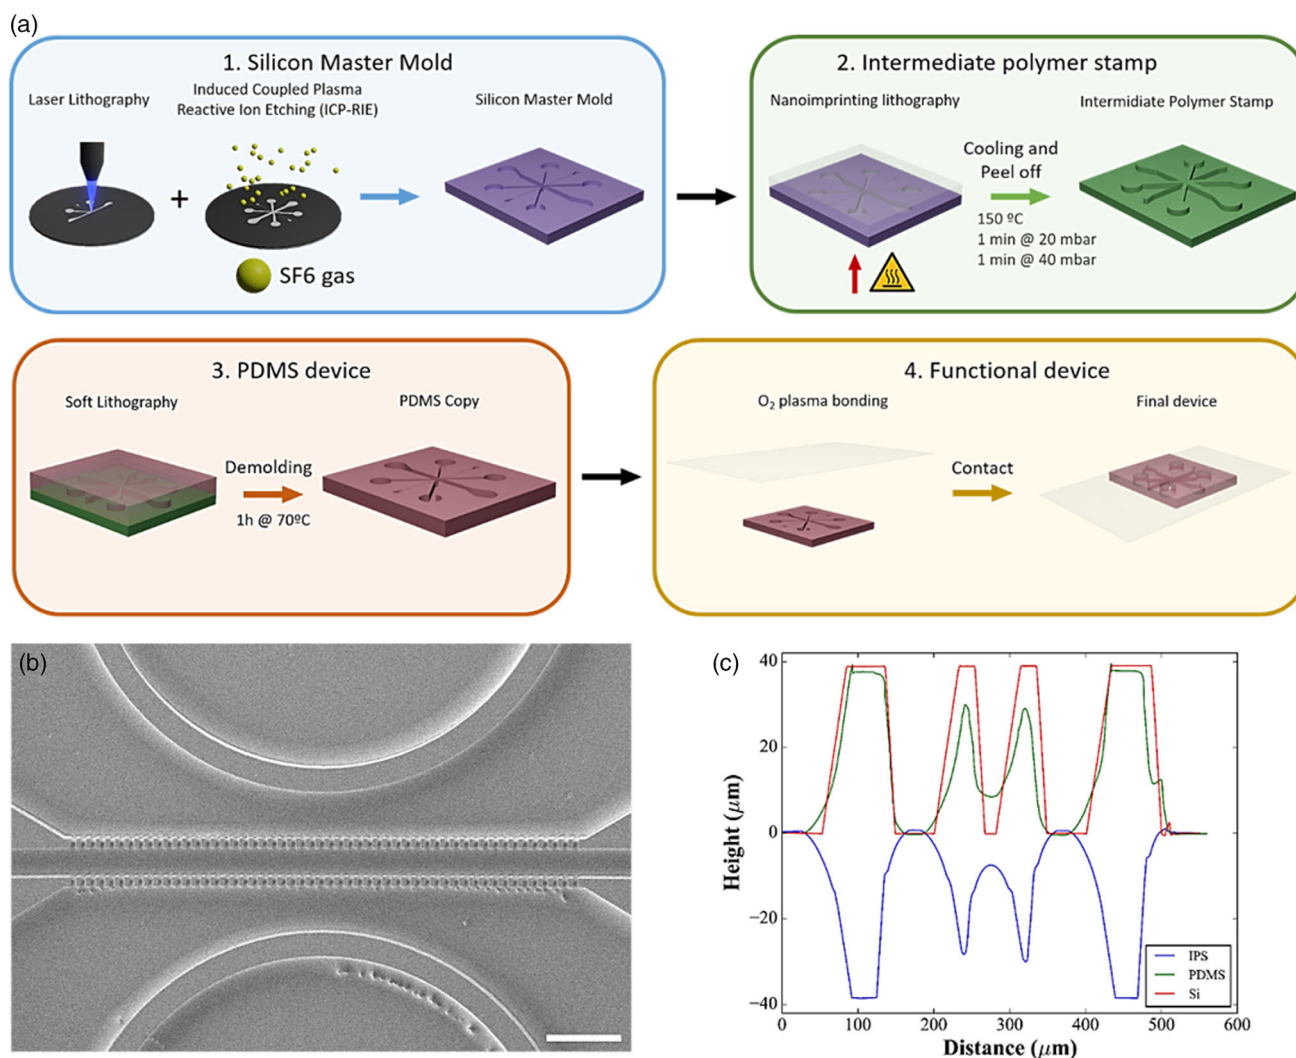 (a)
1. Silicon Master Mold
Laser Lithography
Induced Coupled Plasma
Reactive Ion Etching (ICP-RIE)
Silicon Master Mold
+
SF6 gas
2. Intermediate polymer stamp
Nanoimprinting lithography
Intermidiate Polymer Stamp
Cooling and
Peel off
150 ºC
1 min @ 20 mbar
1 min @ 40 mbar
3. PDMS device
Soft Lithography
PDMS Copy
Demolding
1h @ 70ºC
4. Functional device
O₂ plasma bonding
Final device
Contact
(b)
(c)
40
20
0
−20
−40
Height (μm)
0
100
200
300
400
500
600
Distance (μm)
IPS
PDMS
Si